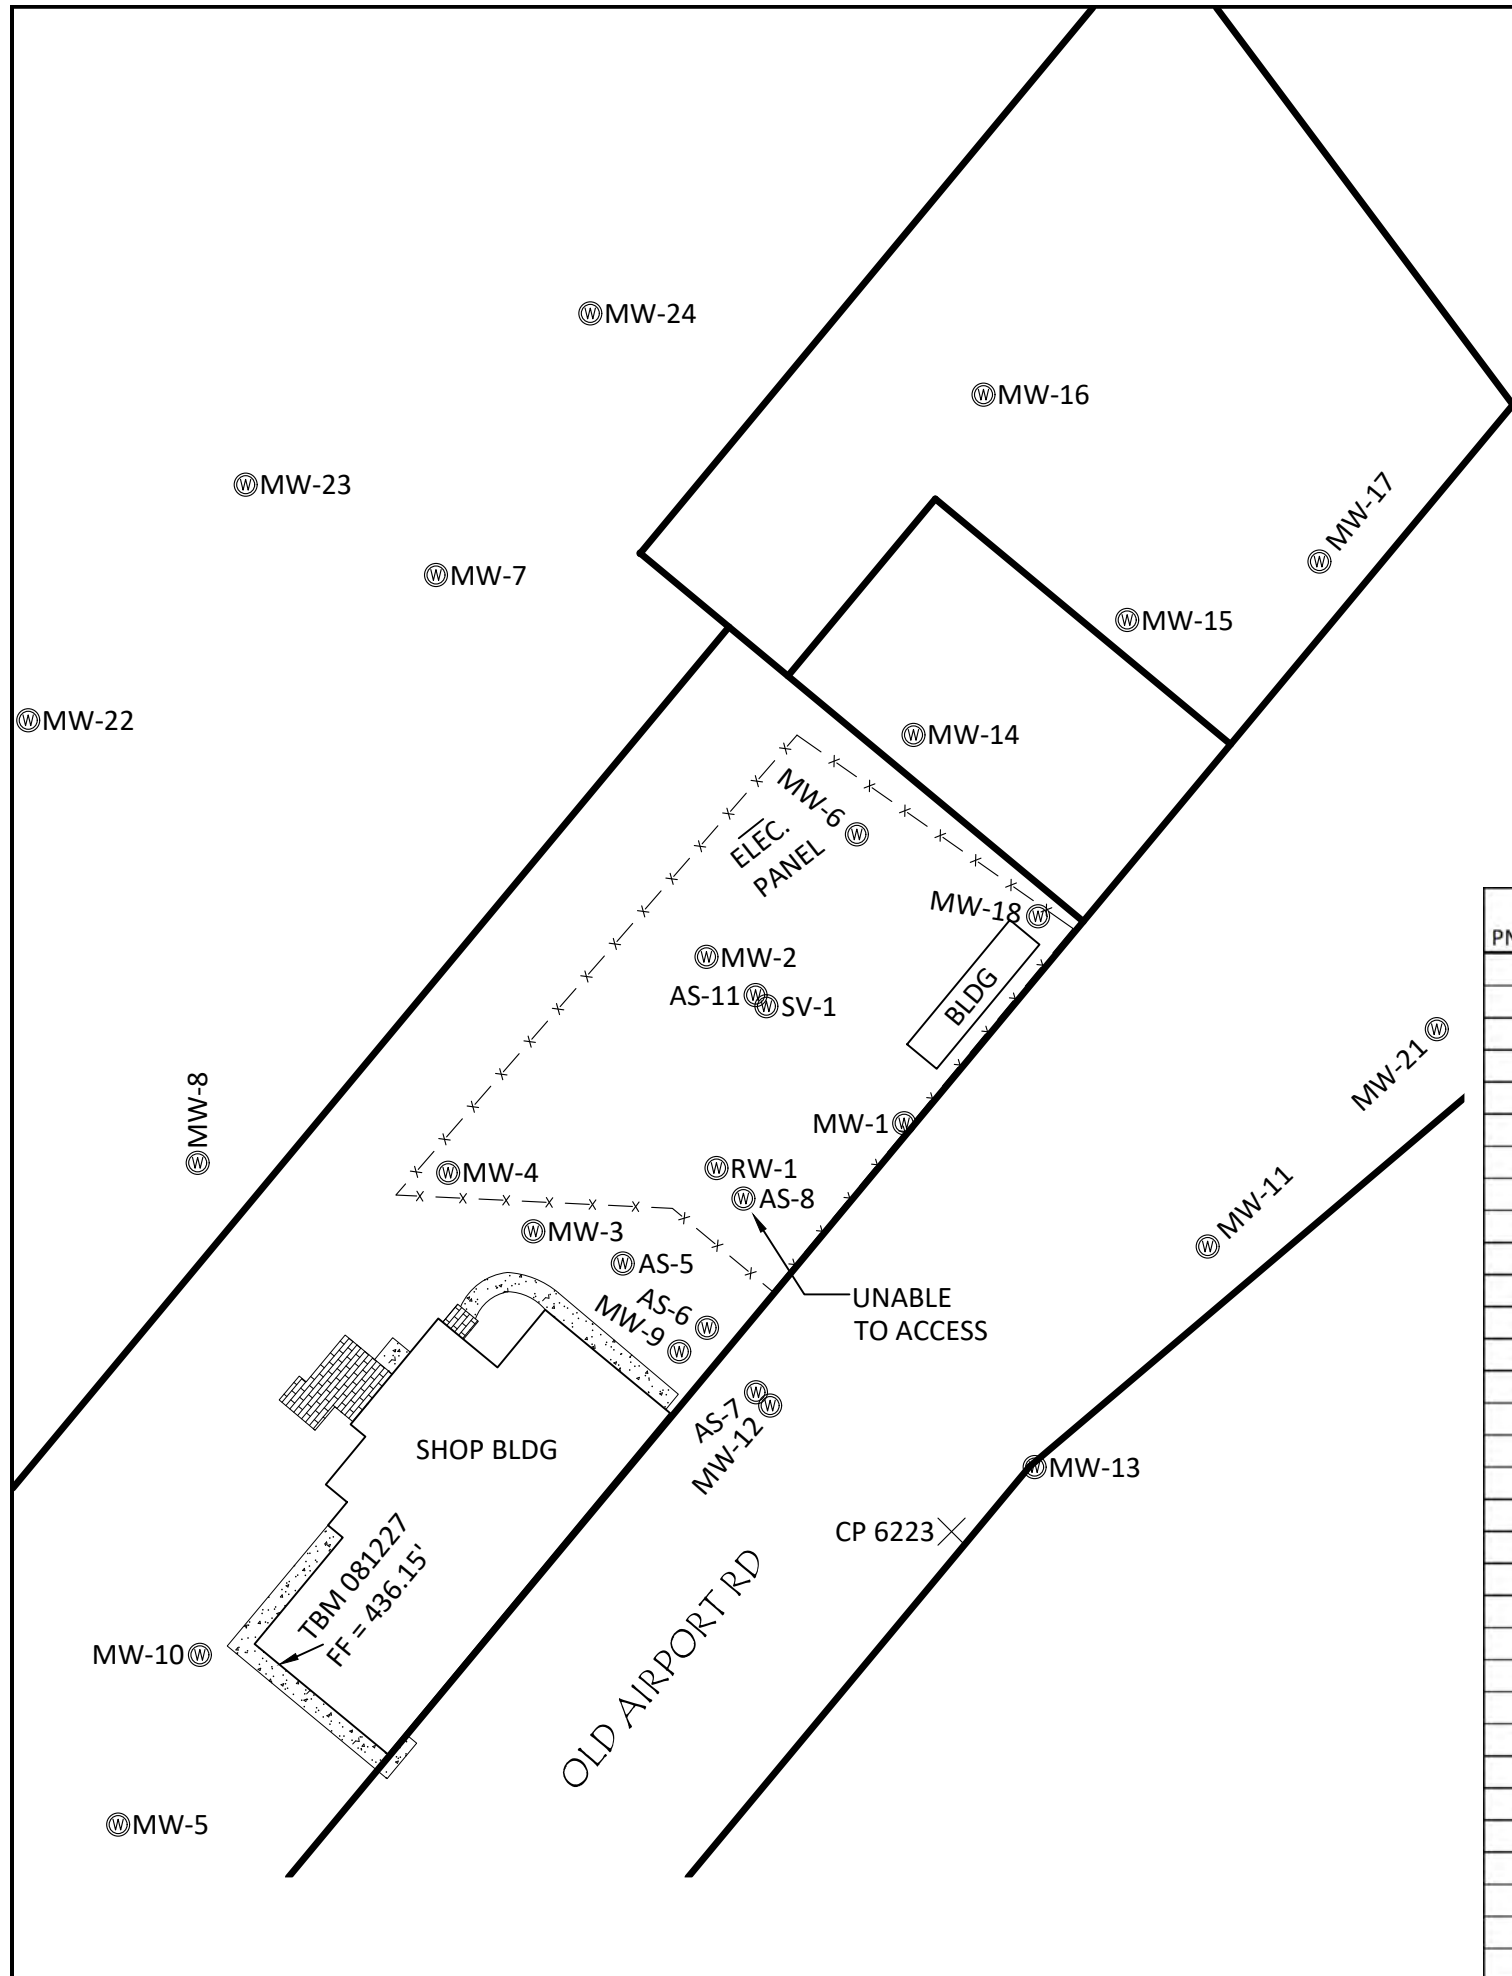 MW-24
MW-16
MW-23
MW-17
MW-7
MW-15
MW-22
MW-14
MW-6
ELEC.
PANEL
MW-18
PN
MW-2
AS-11
SV-1
BLDG
MW-21
MW-8
MW-1
RW-1
MW-4
AS-8
MW-11
MW-3
AS-5
AS-6
MW-9
UNABLE
TO ACCESS
AS-7
MW-12
SHOP BLDG
MW-13
CP 6223
TBM 081227
FF = 436.15'
OLD AIRPORT RD
MW-10
MW-5